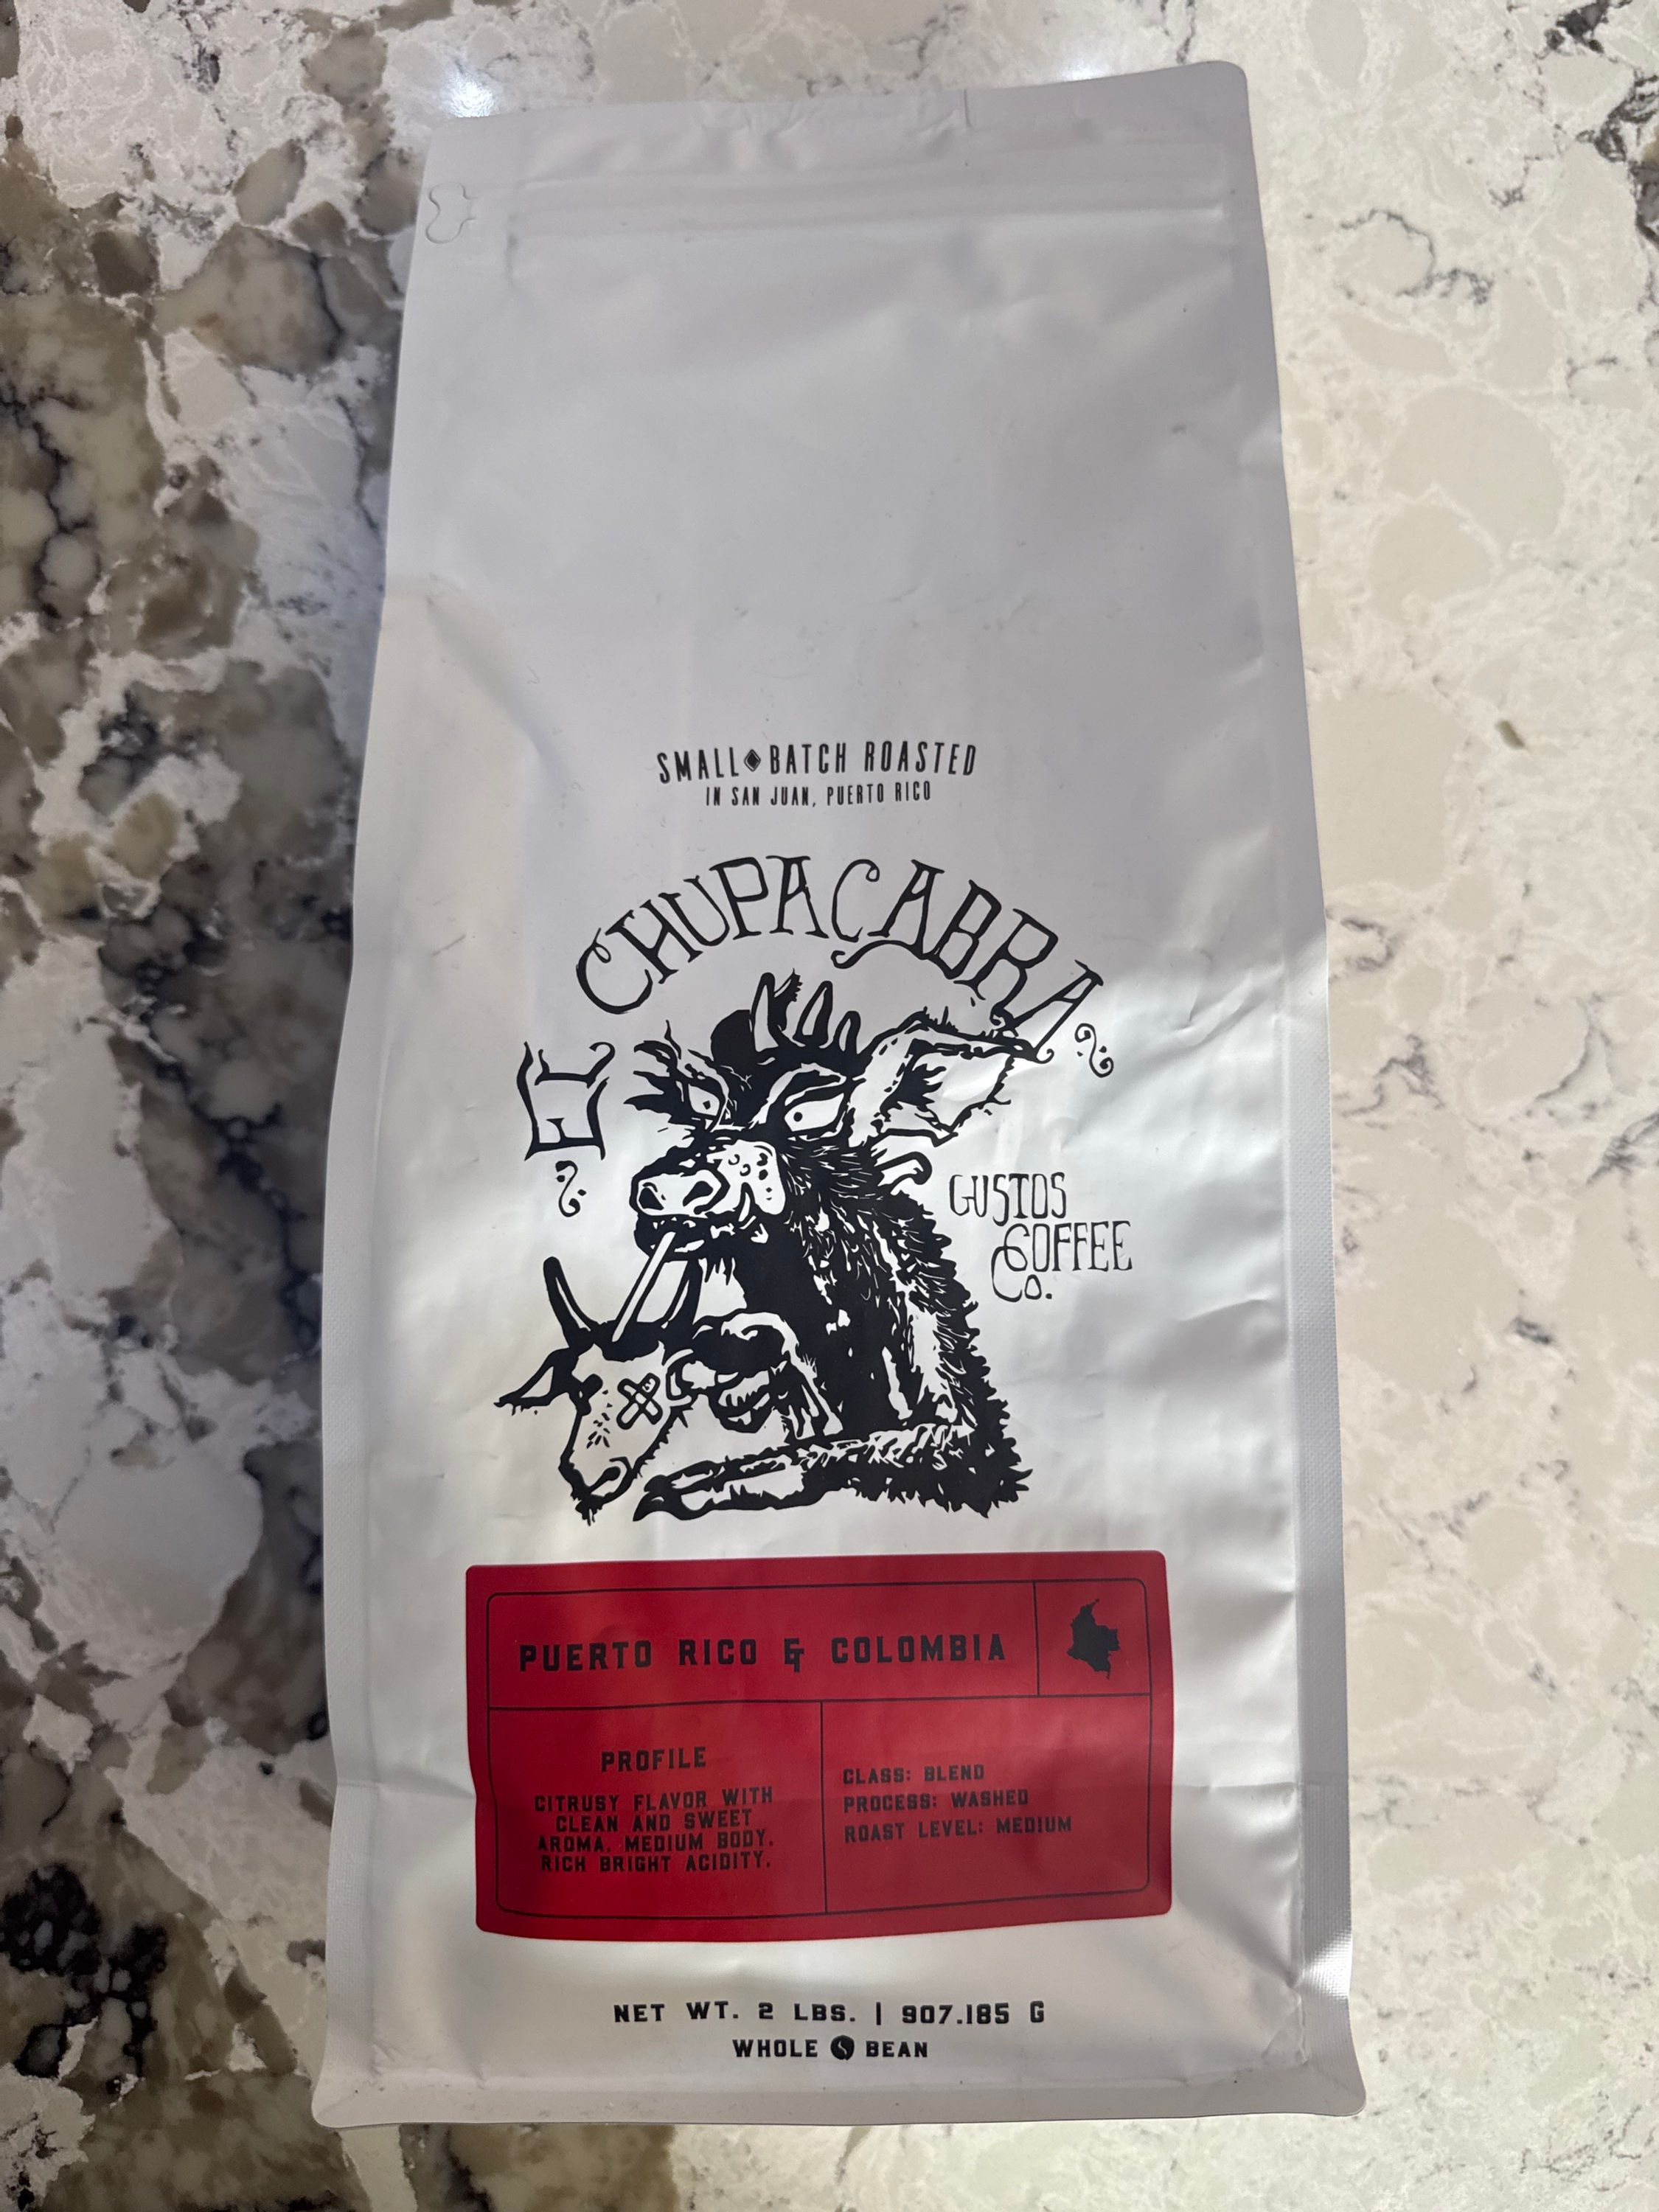 SMALL BATCH ROASTED
IN SAN JUAN, PUERTO RICO
EL CHUPACABRA
GUSTOS
COFFEE
CO.
PUERTO RICO & COLOMBIA
PROFILE
CITRUSY FLAVOR WITH
CLEAN AND SWEET
AROMA. MEDIUM BODY.
RICH BRIGHT ACIDITY.
CLASS: BLEND
PROCESS: WASHED
ROAST LEVEL: MEDIUM
NET WT. 2 LBS. | 907.185 G
WHOLE BEAN